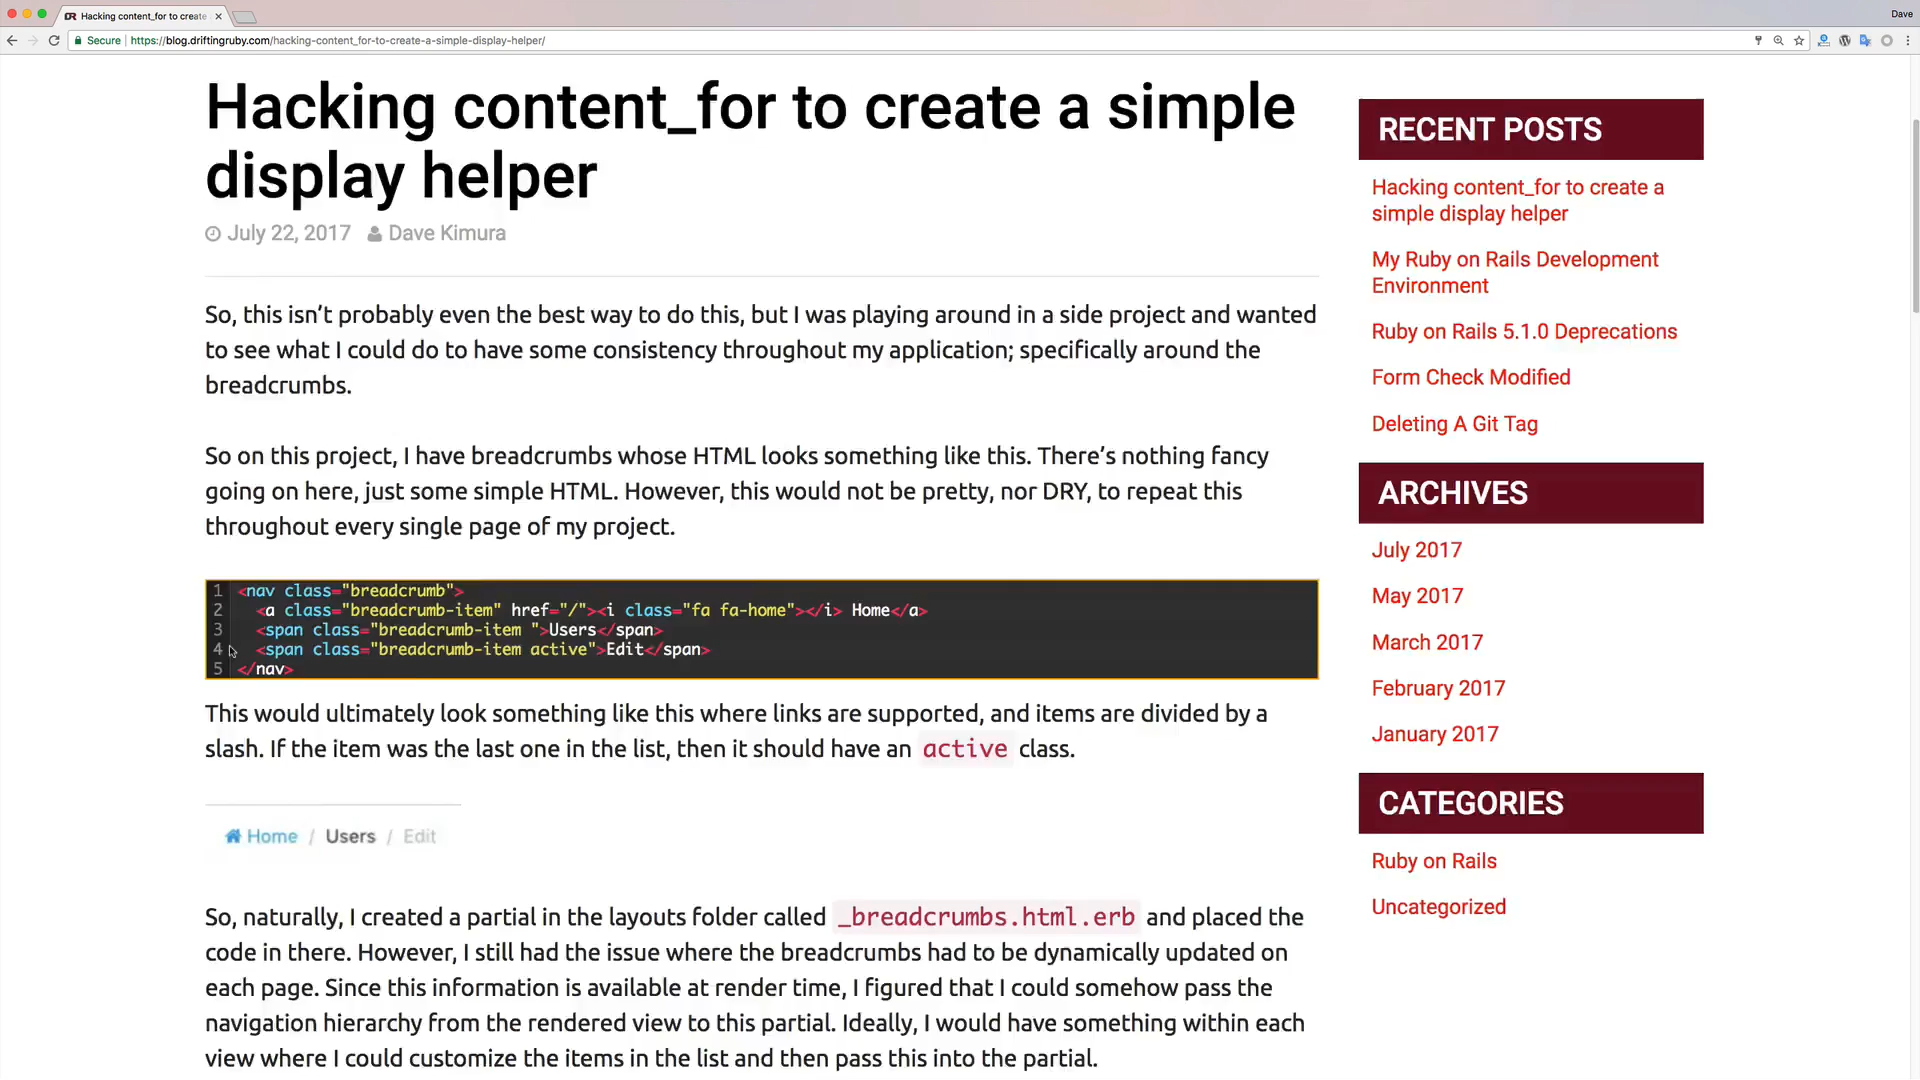 Hacking content_for to create
Dave
Secure
https://blog.driftingruby.com/hacking-content_for-to-create-a-simple-display-helper/
Hacking content_for to create a simple
display helper
July 22, 2017 Dave Kimura
So, this isn’t probably even the best way to do this, but I was playing around in a side project and wanted
to see what I could do to have some consistency throughout my application; specifically around the
breadcrumbs.
So on this project, I have breadcrumbs whose HTML looks something like this. There’s nothing fancy
going on here, just some simple HTML. However, this would not be pretty, nor DRY, to repeat this
throughout every single page of my project.
1 <nav class="breadcrumb">
2 <a class="breadcrumb-item" href="/"><i class="fa fa-home"></i> Home</a>
3 <span class="breadcrumb-item ">Users</span>
4 <span class="breadcrumb-item active">Edit</span>
5 </nav>
This would ultimately look something like this where links are supported, and items are divided by a
slash. If the item was the last one in the list, then it should have an active class.
Home / Users / Edit
So, naturally, I created a partial in the layouts folder called _breadcrumbs.html.erb and placed the
code in there. However, I still had the issue where the breadcrumbs had to be dynamically updated on
each page. Since this information is available at render time, I figured that I could somehow pass the
navigation hierarchy from the rendered view to this partial. Ideally, I would have something within each
view where I could customize the items in the list and then pass this into the partial.
RECENT POSTS
Hacking content_for to create a
simple display helper
My Ruby on Rails Development
Environment
Ruby on Rails 5.1.0 Deprecations
Form Check Modified
Deleting A Git Tag
ARCHIVES
July 2017
May 2017
March 2017
February 2017
January 2017
CATEGORIES
Ruby on Rails
Uncategorized